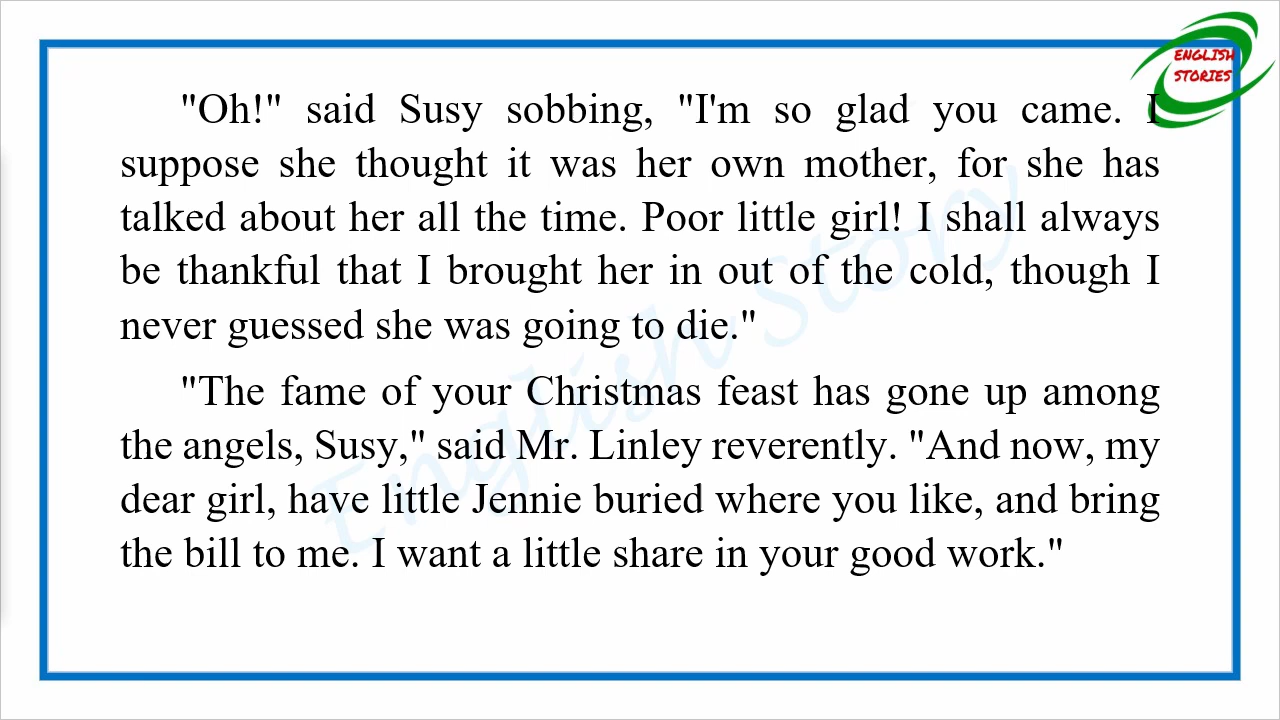 ENGLISH
STORIES
"Oh!" said Susy sobbing, "I'm so glad you came. I
suppose she thought it was her own mother, for she has
talked about her all the time. Poor little girl! I shall always
be thankful that I brought her in out of the cold, though I
never guessed she was going to die."
"The fame of your Christmas feast has gone up among
the angels, Susy," said Mr. Linley reverently. "And now, my
dear girl, have little Jennie buried where you like, and bring
the bill to me. I want a little share in your good work."
English Story